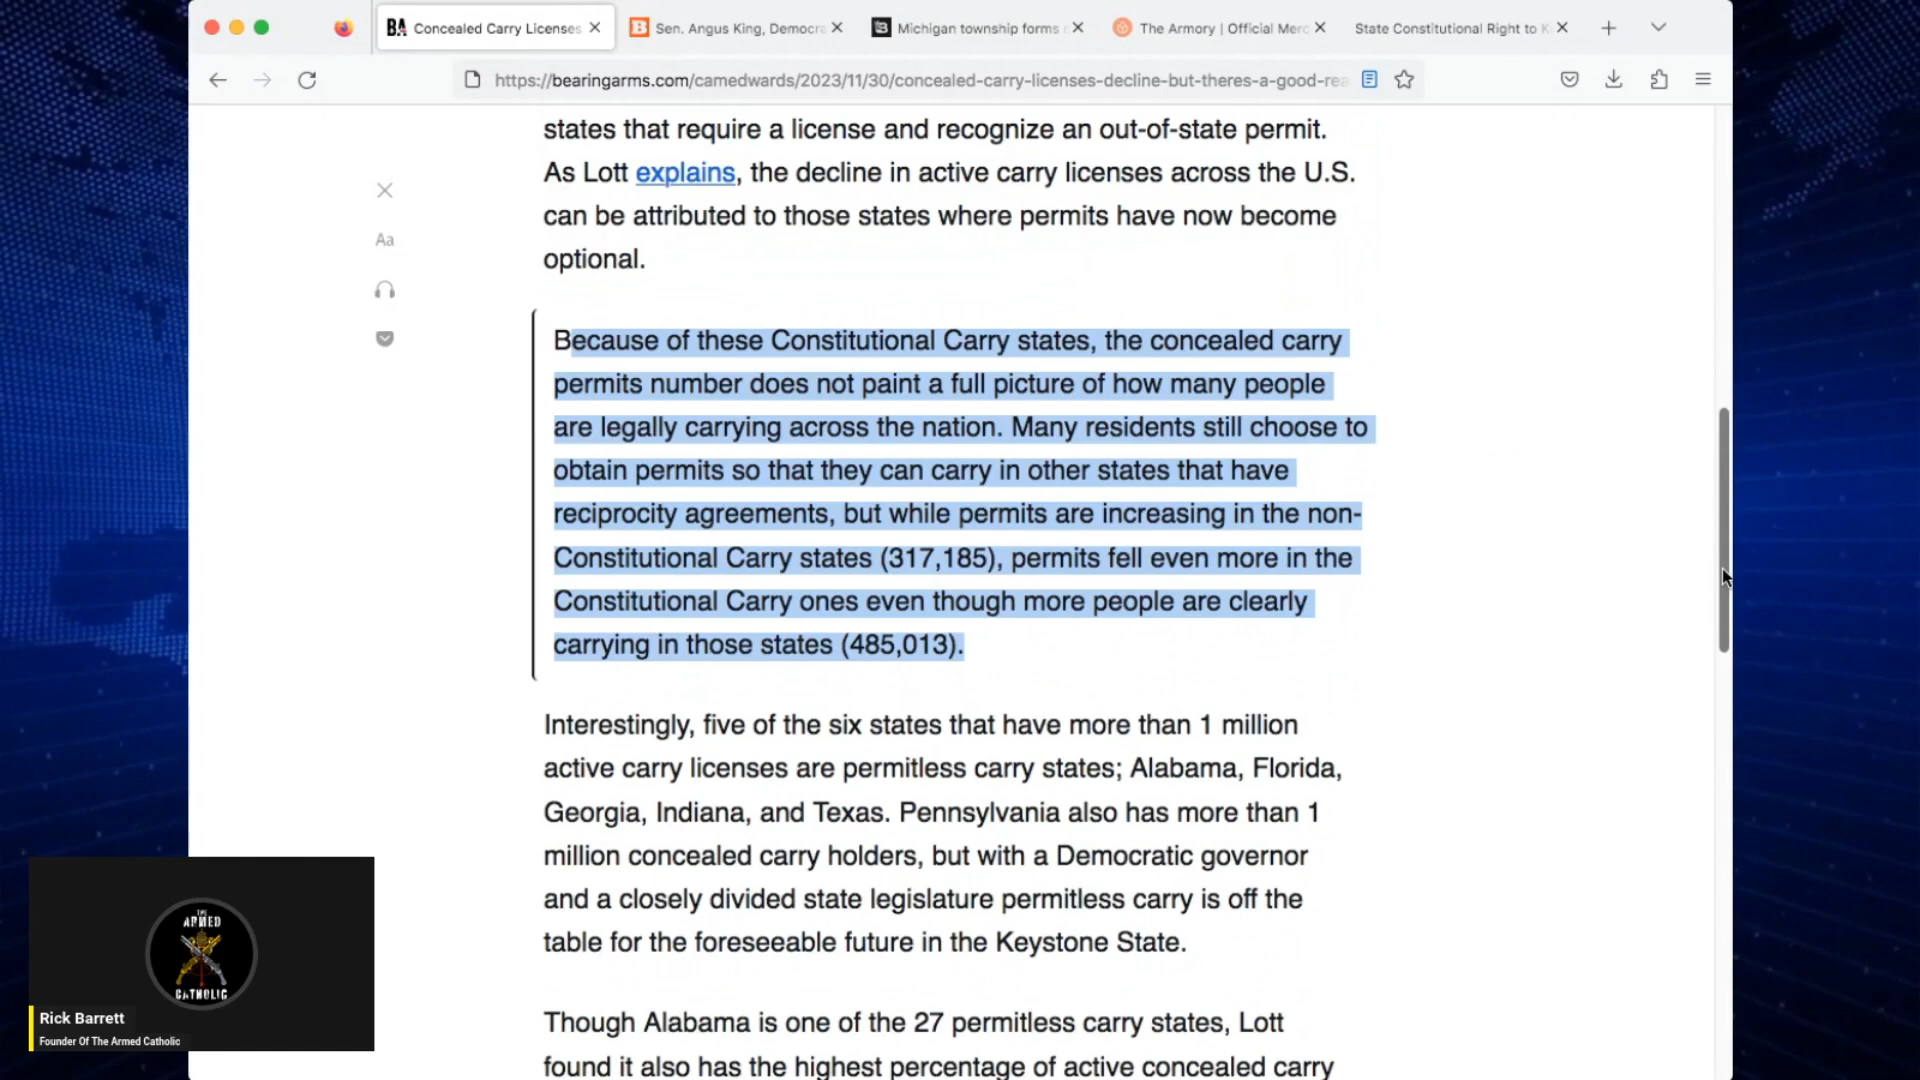 BA Concealed Carry Licenses
Sen. Angus King, Democra
Michigan township forms
The Armory | Official Merc
State Constitutional Right to K
https://bearingarms.com/camedwards/2023/11/30/concealed-carry-licenses-decline-but-theres-a-good-rea
Aa
states that require a license and recognize an out-of-state permit.
As Lott explains, the decline in active carry licenses across the U.S.
can be attributed to those states where permits have now become
optional.
Because of these Constitutional Carry states, the concealed carry
permits number does not paint a full picture of how many people
are legally carrying across the nation. Many residents still choose to
obtain permits so that they can carry in other states that have
reciprocity agreements, but while permits are increasing in the non-
Constitutional Carry states (317,185), permits fell even more in the
Constitutional Carry ones even though more people are clearly
carrying in those states (485,013).
Interestingly, five of the six states that have more than 1 million
active carry licenses are permitless carry states; Alabama, Florida,
Georgia, Indiana, and Texas. Pennsylvania also has more than 1
million concealed carry holders, but with a Democratic governor
and a closely divided state legislature permitless carry is off the
table for the foreseeable future in the Keystone State.
Though Alabama is one of the 27 permitless carry states, Lott
found it also has the highest percentage of active concealed carry
THE
ARMED
CATHOLIC
Rick Barrett
Founder Of The Armed Catholic